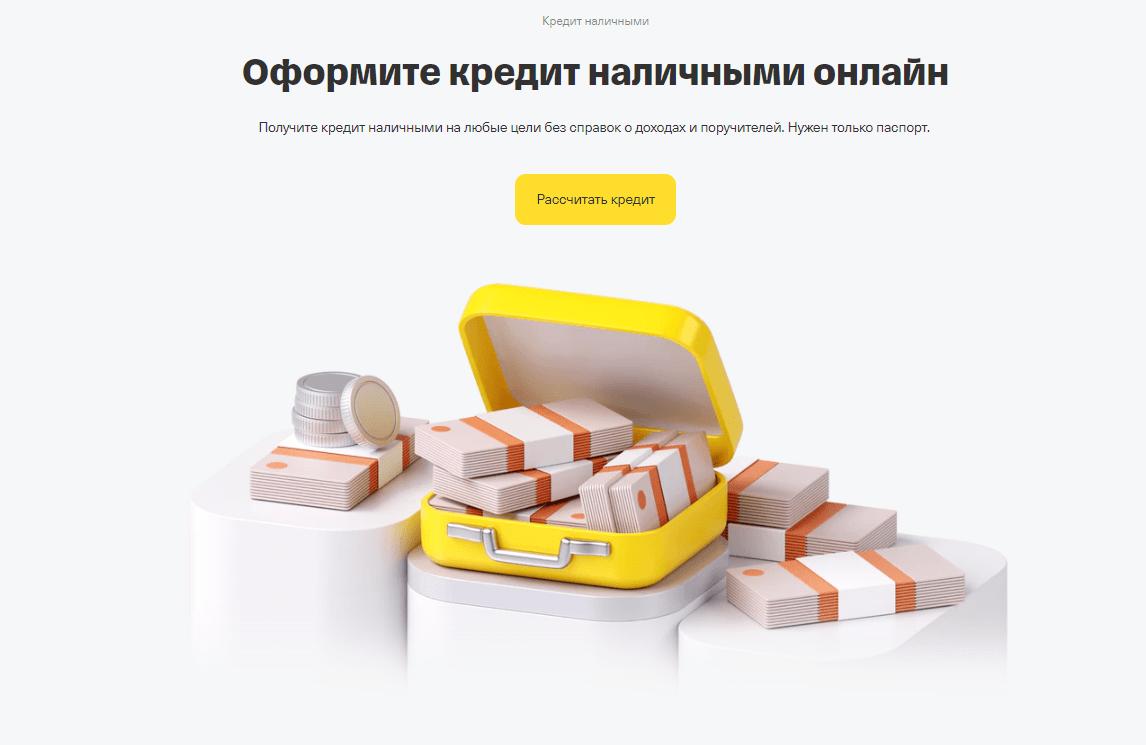 Кредит наличными
Оформите кредит наличными онлайн
Получите кредит наличными на любые цели без справок о доходах и поручителей. Нужен только паспорт.
Рассчитать кредит